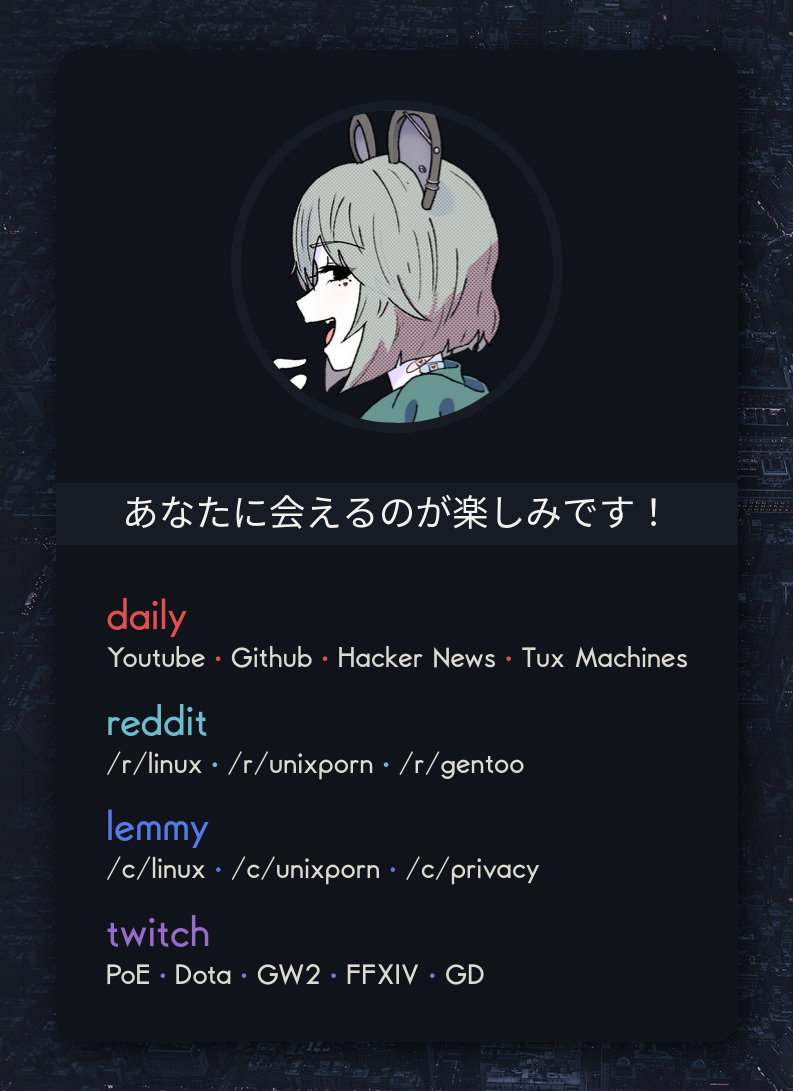 あなたに会えるのが楽しみです！
daily
Youtube • Github • Hacker News • Tux Machines
reddit
/r/linux • /r/unixporn • /r/gentoo
lemmy
/c/linux • /c/unixporn • /c/privacy
twitch
PoE • Dota • GW2 • FFXIV • GD